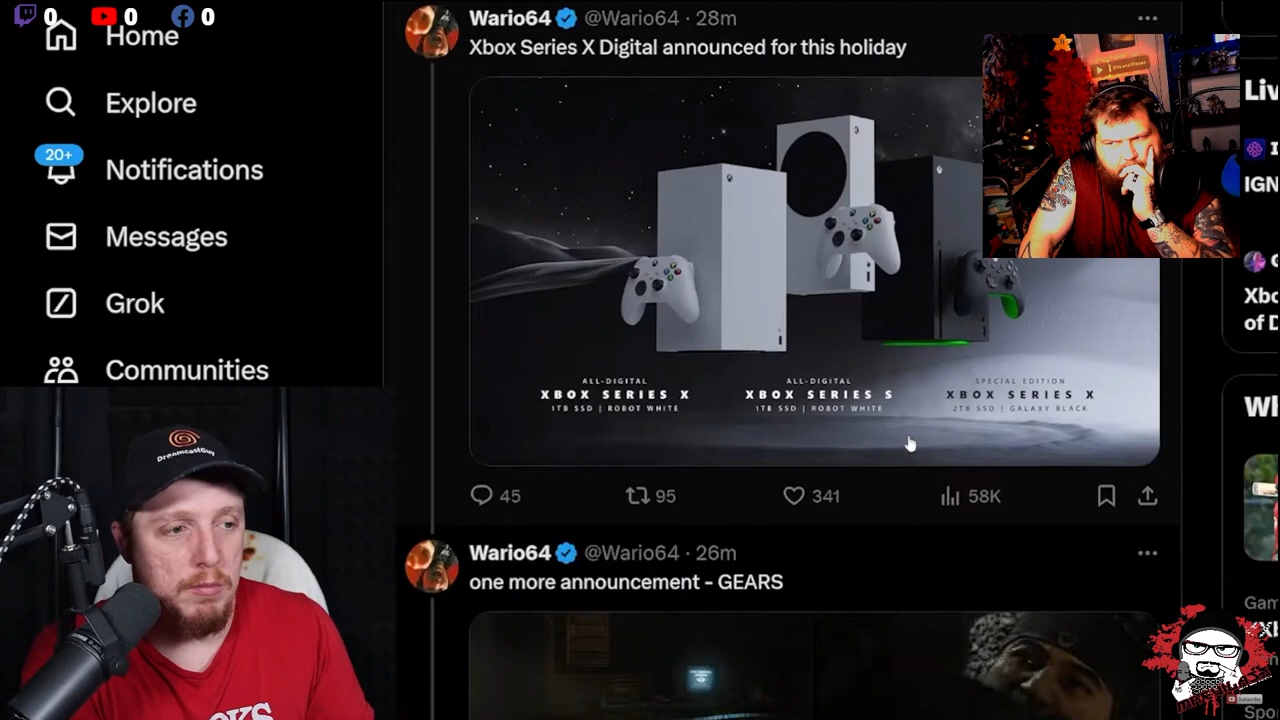 0 0 0
Home
Explore
20+
Notifications
Messages
Grok
Communities
Wario64 @Wario64 · 28m
Xbox Series X Digital announced for this holiday
ALL-DIGITAL
XBOX SERIES X
1TB SSD | ROBOT WHITE
ALL-DIGITAL
XBOX SERIES S
1TB SSD | ROBOT WHITE
SPECIAL EDITION
XBOX SERIES X
2TB SSD | GALAXY BLACK
45 95 341 58K
Wario64 @Wario64 · 26m
one more announcement - GEARS
DreamcastGuy
IGN
Xbo
of D